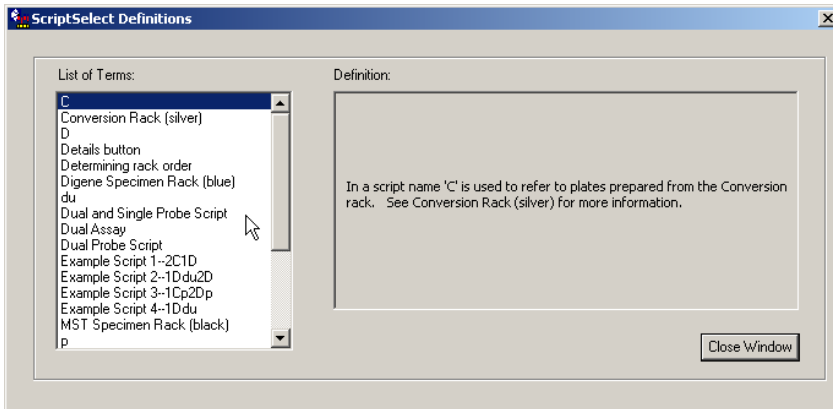 ScriptSelect Definitions
List of Terms:
C
Conversion Rack (silver)
D
Details button
Determining rack order
Digene Specimen Rack (blue)
du
Dual and Single Probe Script
Dual Assay
Dual Probe Script
Example Script 1--2C1D
Example Script 2--1Ddu2D
Example Script 3--1Cp2Dp
Example Script 4--1Ddu
MST Specimen Rack (black)
p
Definition:
In a script name 'C' is used to refer to plates prepared from the Conversion
rack.   See Conversion Rack (silver) for more information.
Close Window